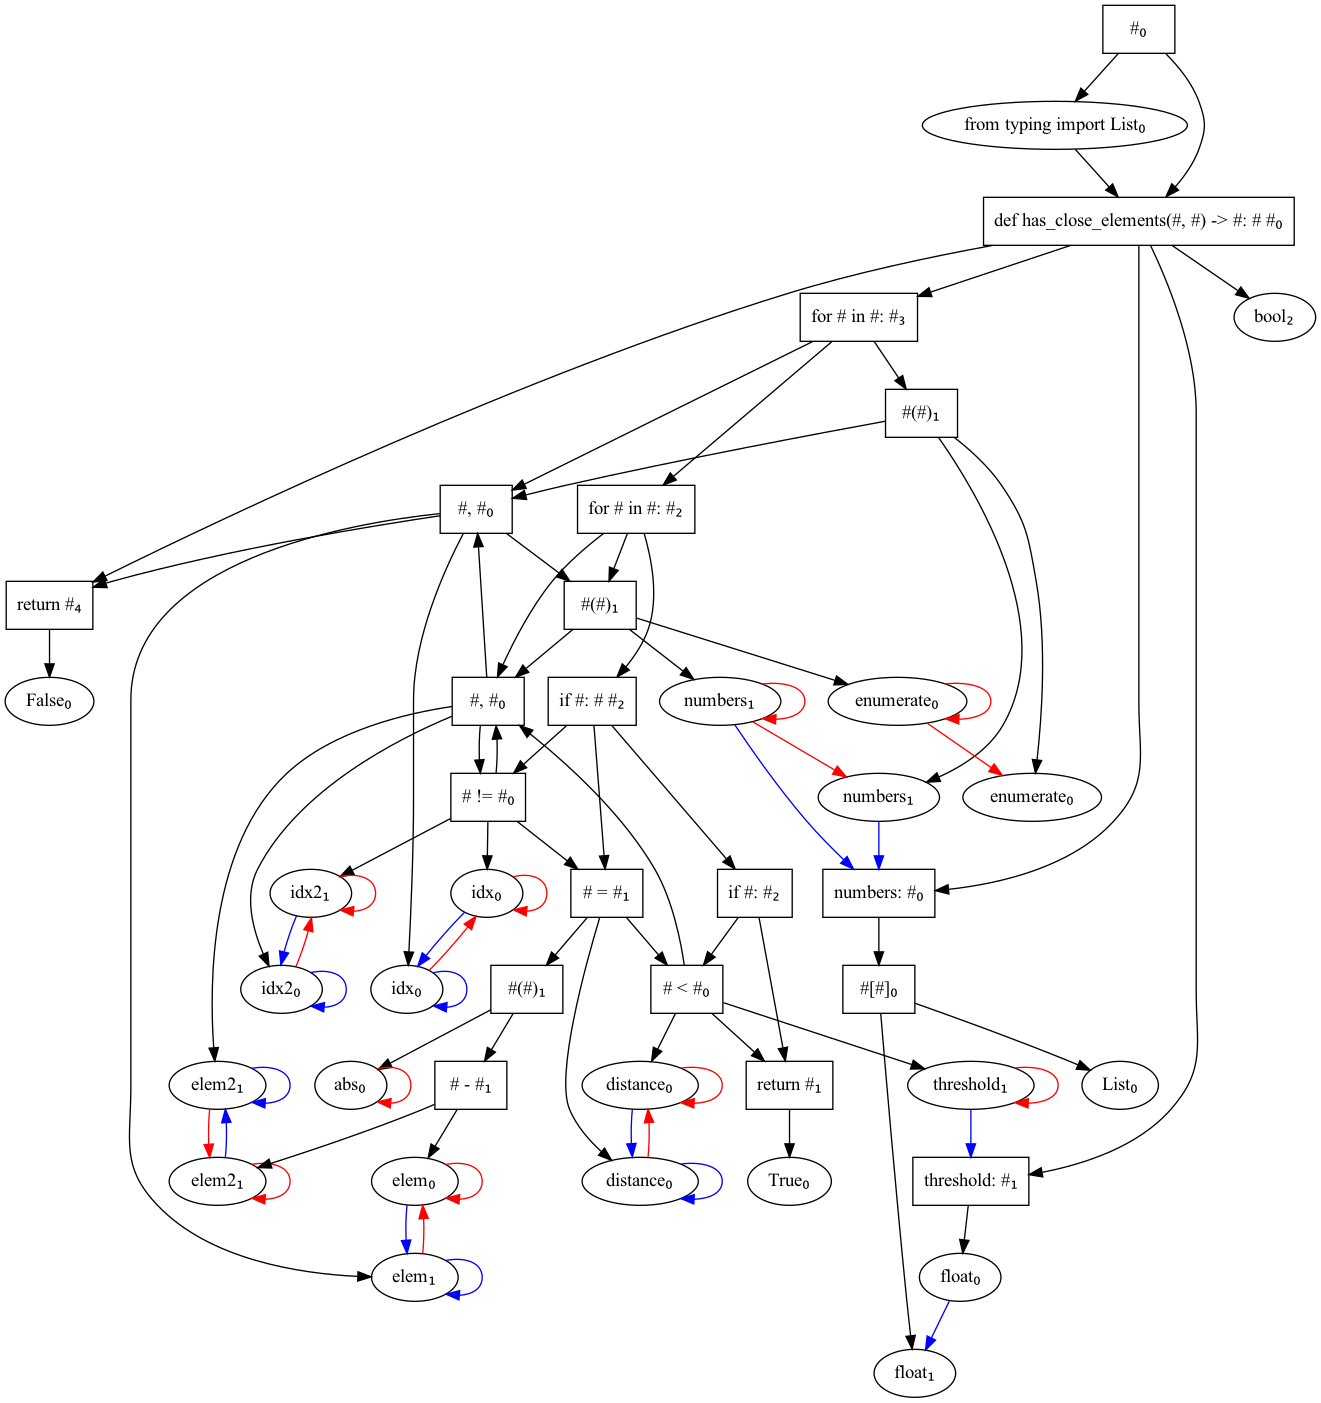 #₀
from typing import List₀
def has_close_elements(#, #) -> #: # #₀
for # in #: #₃
bool₂
#(#)₁
#, #₀
for # in #: #₂
return #₄
#(#)₁
False₀
#, #₀
if #: # #₂
numbers₁
enumerate₀
# != #₀
numbers₁
enumerate₀
idx2₁
idx₀
# = #₁
if #: #₂
numbers: #₀
idx2₀
idx₀
#(#)₁
# < #₀
#[#]₀
elem2₁
abs₀
# - #₁
distance₀
return #₁
threshold₁
List₀
elem2₁
elem₀
distance₀
True₀
threshold: #₁
elem₁
float₀
float₁